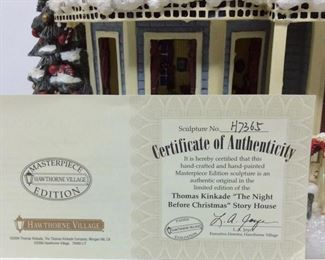 Sculpture No. H7365
Certificate of Authenticity
It is hereby certified that this
hand-crafted and hand-painted
Masterpiece Edition sculpture is an
authentic original in the
limited edition of the
Thomas Kinkade "The Night
Before Christmas" Story House
MASTERPIECE
HAWTHORNE VILLAGE
EDITION
HAWTHORNE VILLAGE
Executive Director, Hawthorne Village